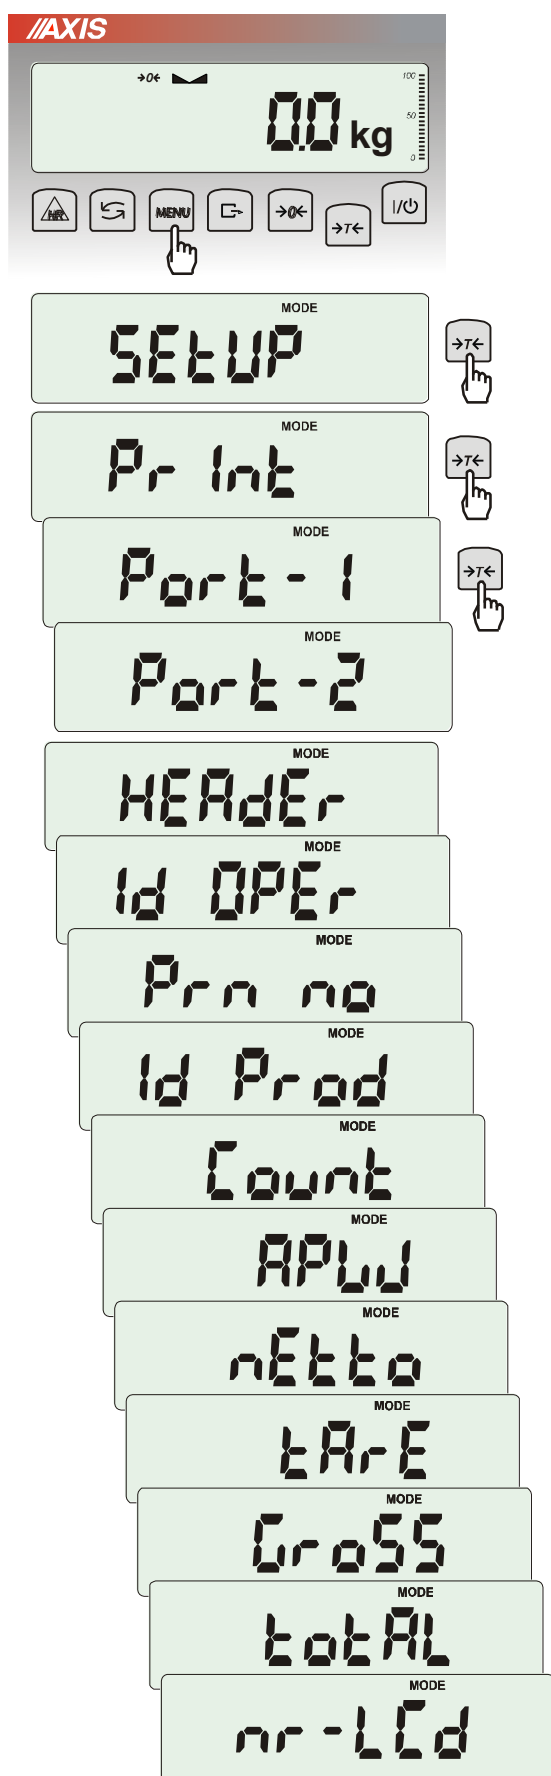 AXIS
→0← 100
50
0.0 kg
0
HR MENU →0← →T← I/⏻
MODE
SEtUP
→T←
MODE
Pr Int
→T←
MODE
Port-1
→T←
MODE
Port-2
MODE
HEAdEr
MODE
Id OPEr
MODE
Prn no
MODE
Id Prod
MODE
Count
MODE
APW
MODE
nEtto
MODE
tArE
MODE
GroSS
MODE
totAL
MODE
nr-LCd